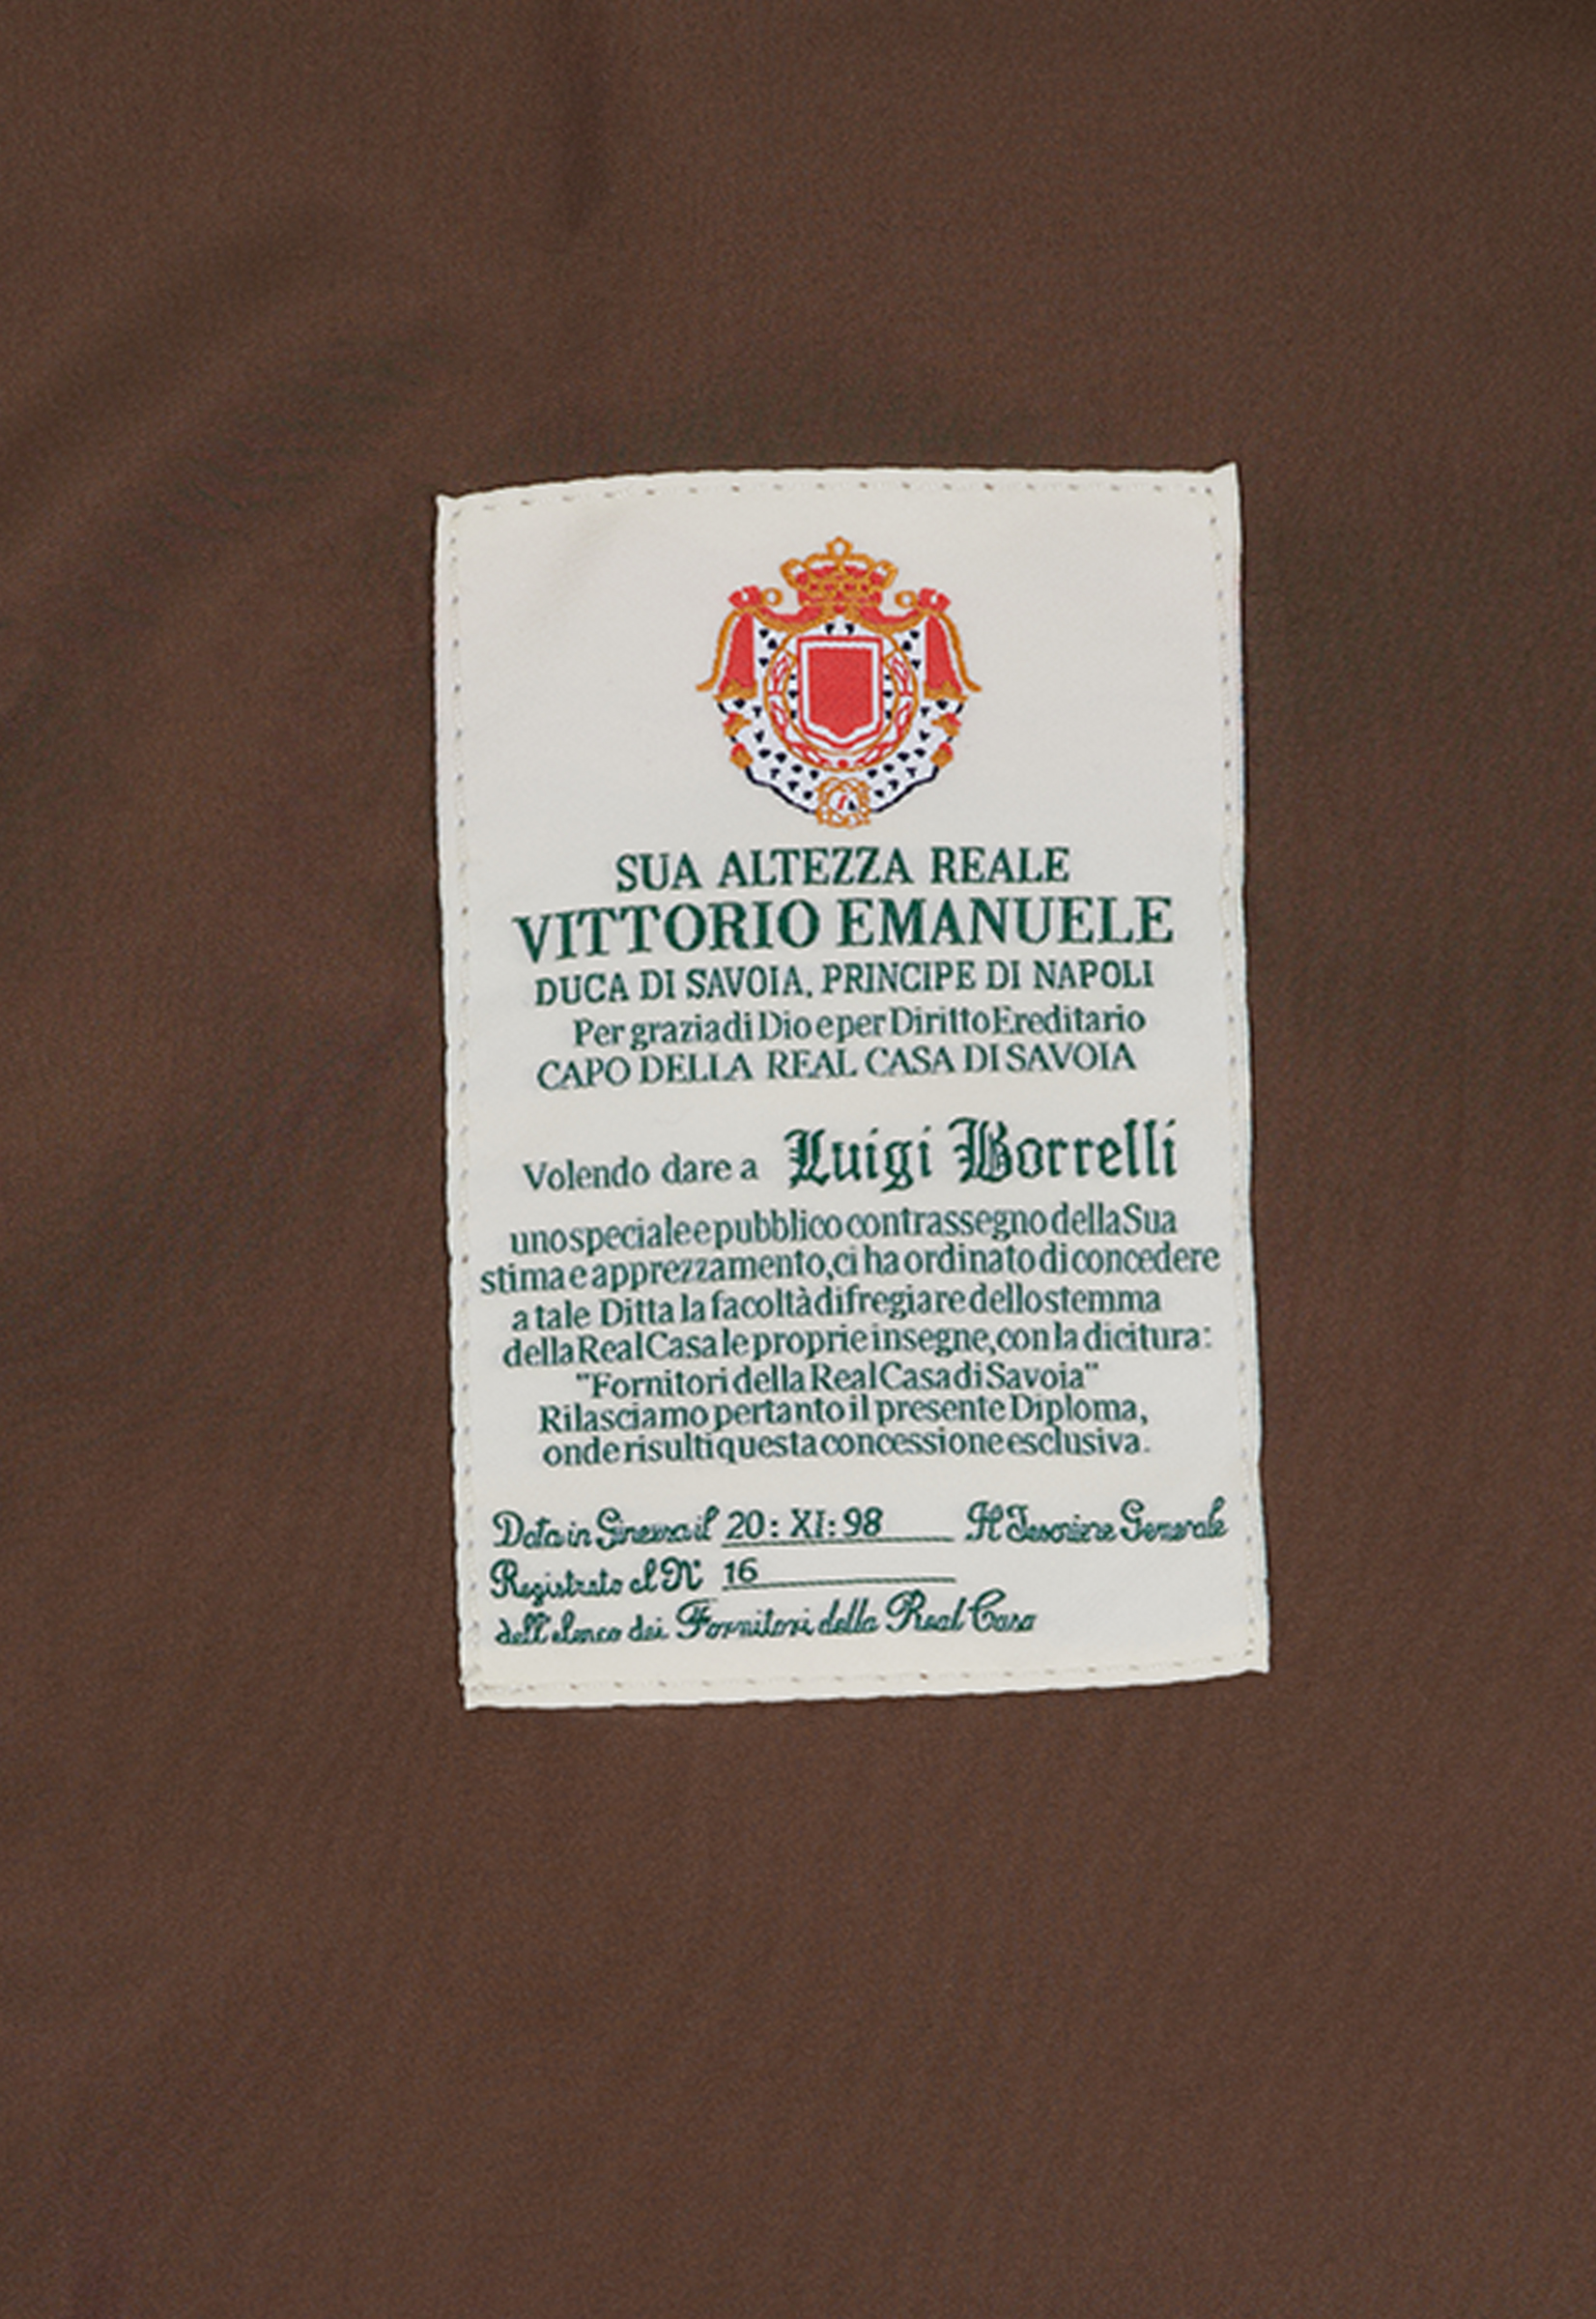 SUA ALTEZZA REALE
VITTORIO EMANUELE
DUCA DI SAVOIA, PRINCIPE DI NAPOLI
Per grazia di Dio e per Diritto Ereditario
CAPO DELLA REAL CASA DI SAVOIA
Volendo dare a Luigi Borrelli
uno speciale e pubblico contrassegno della Sua
stima e apprezzamento, ci ha ordinato di concedere
a tale Ditta la facoltà di fregiare dello stemma
della Real Casa le proprie insegne, con la dicitura:
"Fornitori della Real Casa di Savoia"
Rilasciamo pertanto il presente Diploma,
onde risulti questa concessione esclusiva.
Data in Ginevra il 20 : XI : 98 Il Tesoriere Generale
Registrato al N° 16
dell'elenco dei Fornitori della Real Casa